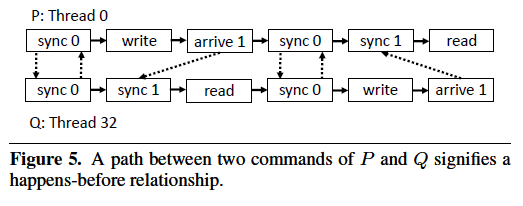 P: Thread 0
sync 0 write arrive 1 sync 0 sync 1 read
sync 0 sync 1 read sync 0 write arrive 1
Q: Thread 32
Figure 5. A path between two commands of P and Q signifies a
happens-before relationship.